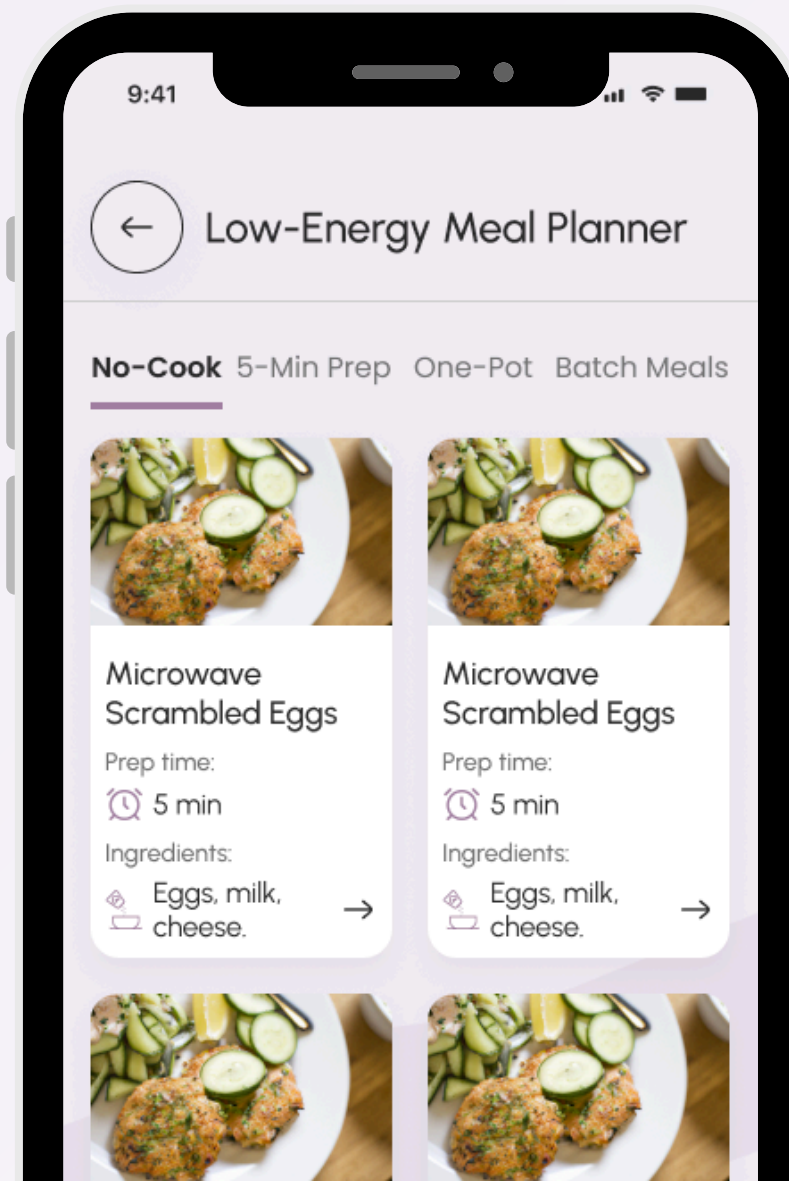 9:41
Low-Energy Meal Planner
No-Cook 5-Min Prep One-Pot Batch Meals
Microwave
Scrambled Eggs
Prep time:
5 min
Ingredients:
Eggs, milk,
cheese.
Microwave
Scrambled Eggs
Prep time:
5 min
Ingredients:
Eggs, milk,
cheese.